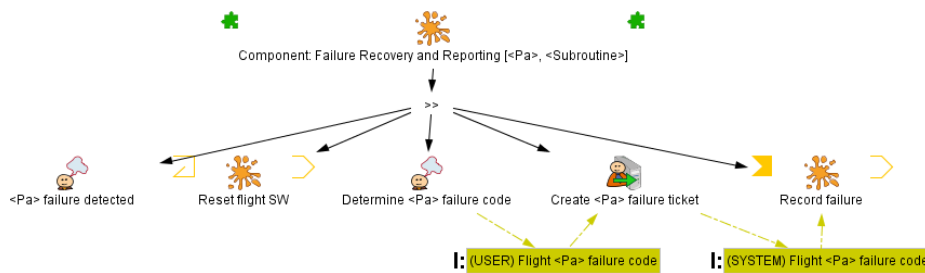 Component: Failure Recovery and Reporting [<Pa>, <Subroutine>]
>>
<Pa> failure detected
Reset flight SW
Determine <Pa> failure code
Create <Pa> failure ticket
Record failure
I: (USER) Flight <Pa> failure code
I: (SYSTEM) Flight <Pa> failure code